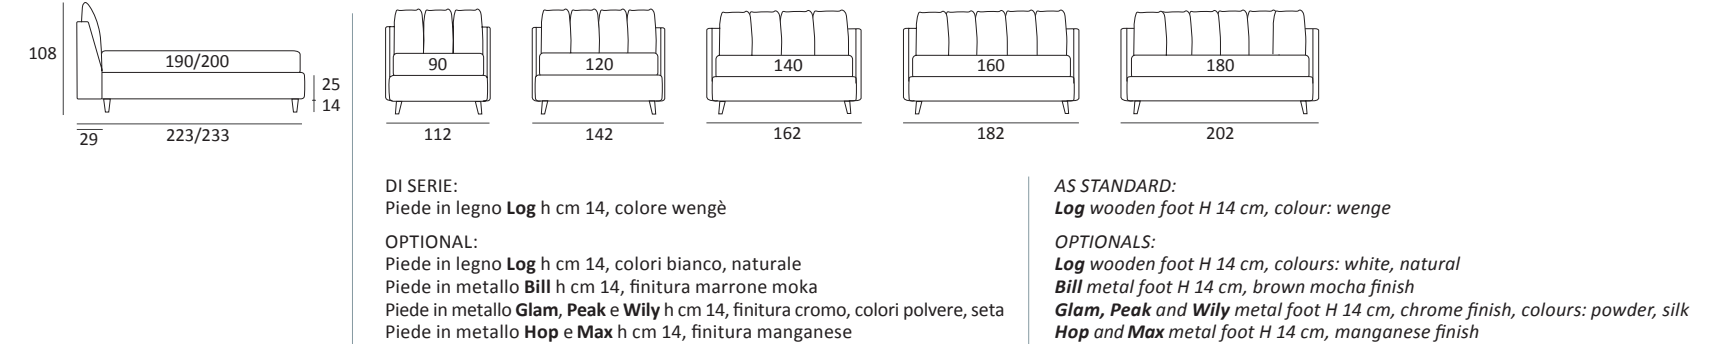 108
190/200
25
14
29
223/233
90
112
120
142
140
162
160
182
180
202
DI SERIE:
Piede in legno Log h cm 14, colore wengè
OPTIONAL:
Piede in legno Log h cm 14, colori bianco, naturale
Piede in metallo Bill h cm 14, finitura marrone moka
Piede in metallo Glam, Peak e Wily h cm 14, finitura cromo, colori polvere, seta
Piede in metallo Hop e Max h cm 14, finitura manganese
AS STANDARD:
Log wooden foot H 14 cm, colour: wenge
OPTIONALS:
Log wooden foot H 14 cm, colours: white, natural
Bill metal foot H 14 cm, brown mocha finish
Glam, Peak and Wily metal foot H 14 cm, chrome finish, colours: powder, silk
Hop and Max metal foot H 14 cm, manganese finish